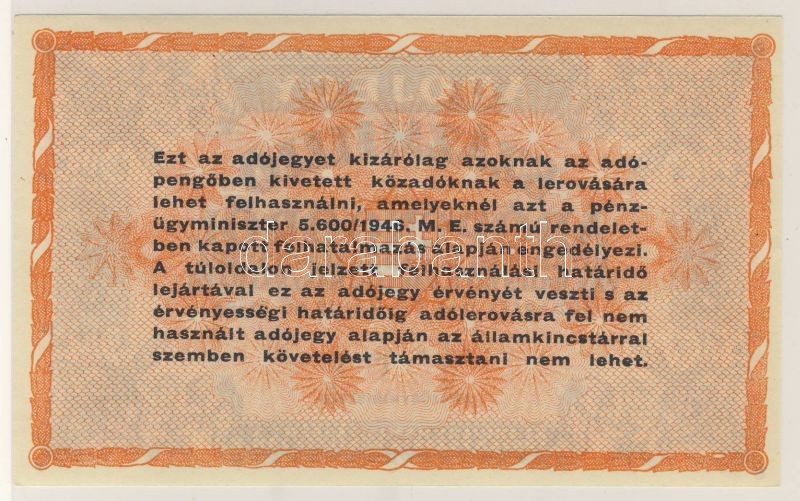 Ezt az adójegyet kizárólag azoknak az adó-
pengőben kivetett közadóknak a lerovására
lehet felhasználni, amelyeknél azt a pénz-
ügyminiszter 5.600/1946. M. E. számú rendelet-
ben kapott felhatalmazás alapján engedélyezi.
A túloldalon jelzett felhasználási határidő
lejártával ez az adójegy érvényét veszti s az
érvényességi határidőig adólerovásra fel nem
használt adójegy alapján az államkincstárral
szemben követelést támasztani nem lehet.
darabanth